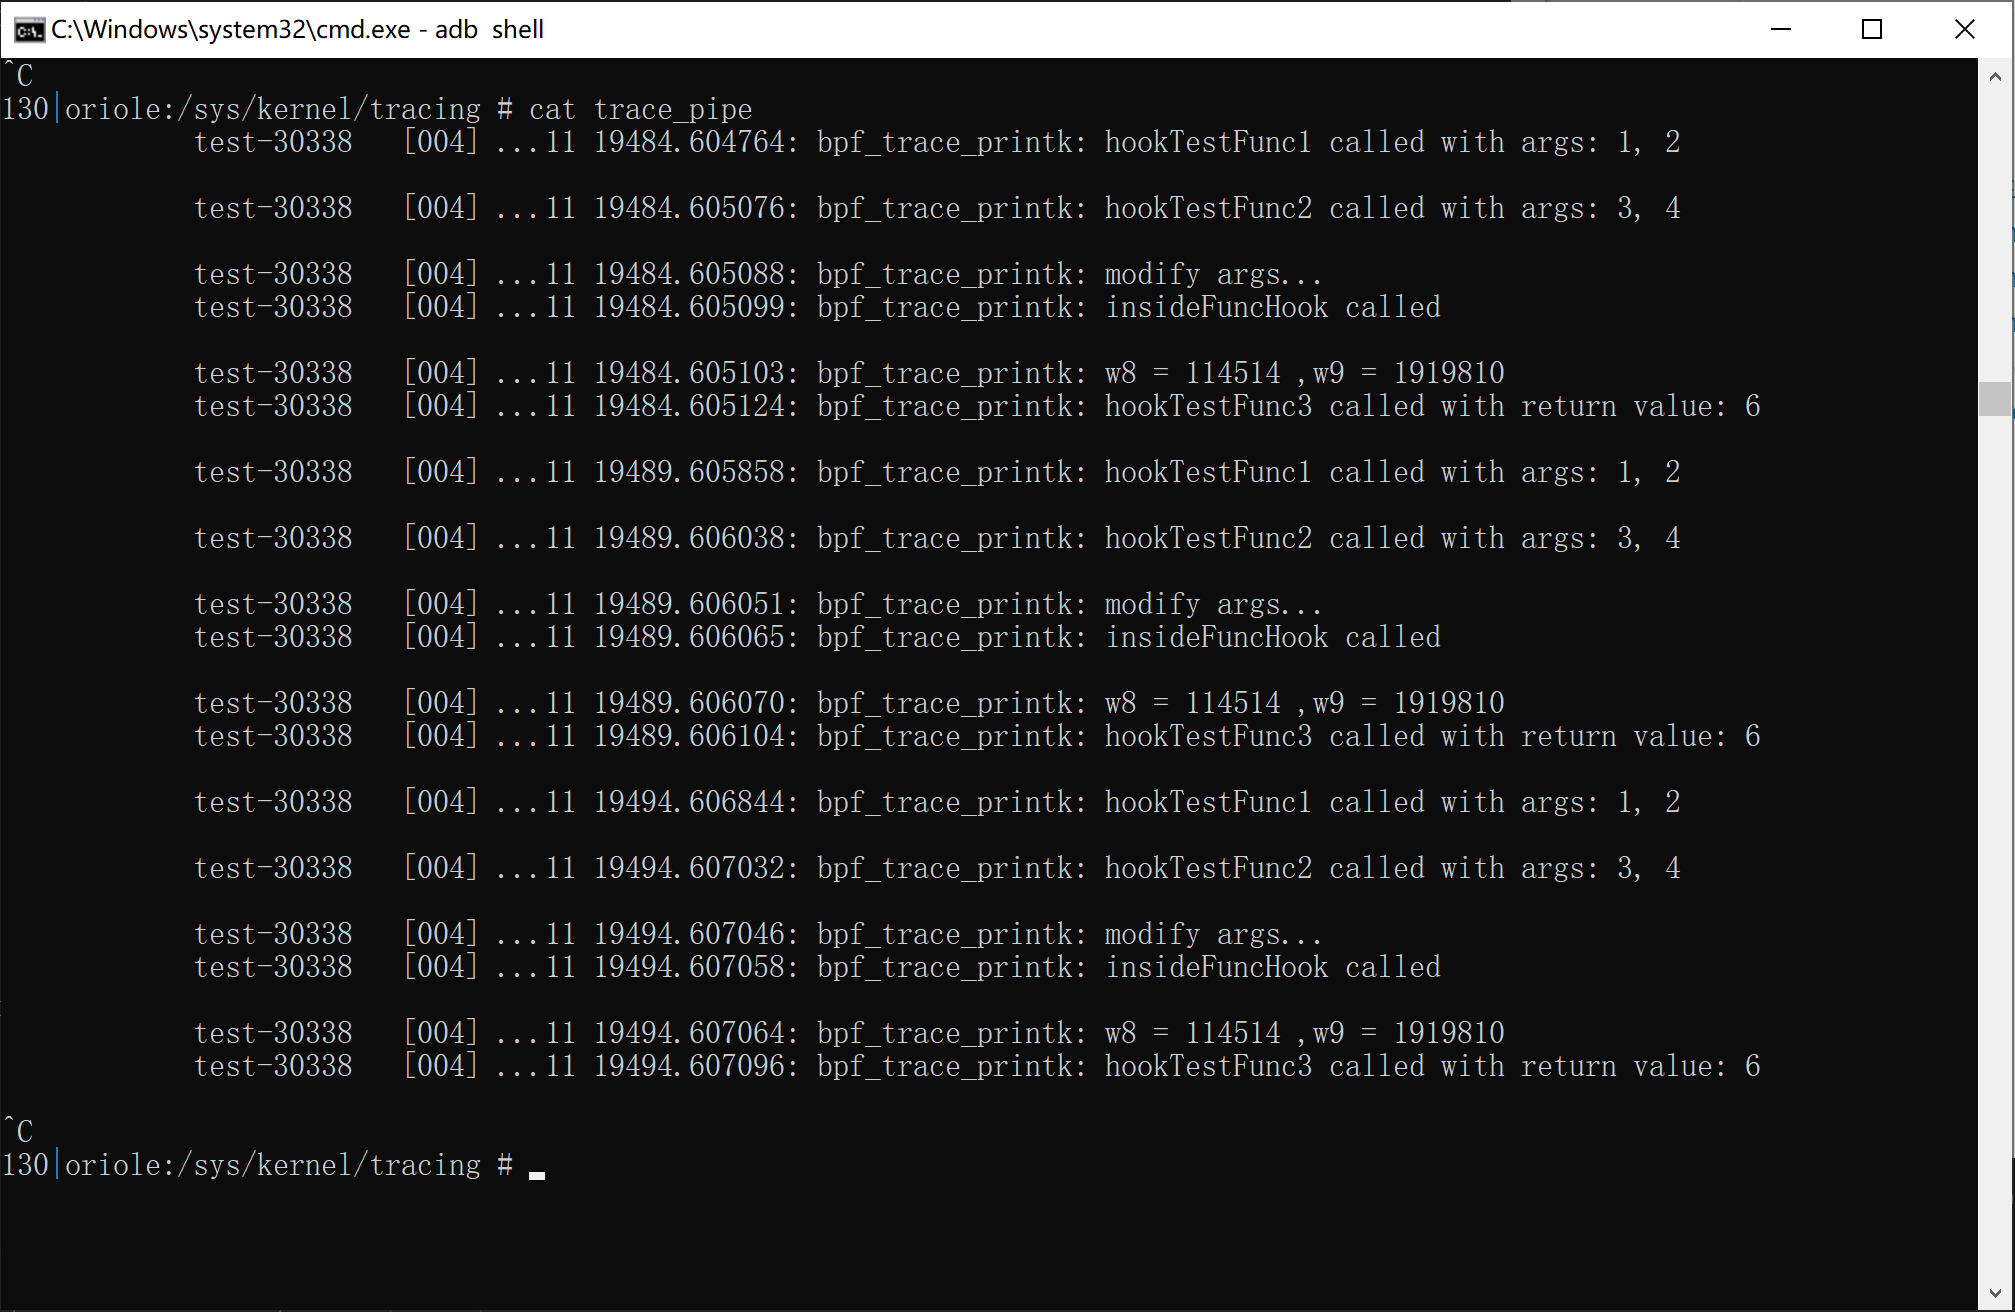 C:\Windows\system32\cmd.exe - adb  shell
^C
130|oriole:/sys/kernel/tracing # cat trace_pipe
            test-30338   [004] ...11 19484.604764: bpf_trace_printk: hookTestFunc1 called with args: 1, 2
            test-30338   [004] ...11 19484.605076: bpf_trace_printk: hookTestFunc2 called with args: 3, 4
            test-30338   [004] ...11 19484.605088: bpf_trace_printk: modify args...
            test-30338   [004] ...11 19484.605099: bpf_trace_printk: insideFuncHook called
            test-30338   [004] ...11 19484.605103: bpf_trace_printk: w8 = 114514 ,w9 = 1919810
            test-30338   [004] ...11 19484.605124: bpf_trace_printk: hookTestFunc3 called with return value: 6
            test-30338   [004] ...11 19489.605858: bpf_trace_printk: hookTestFunc1 called with args: 1, 2
            test-30338   [004] ...11 19489.606038: bpf_trace_printk: hookTestFunc2 called with args: 3, 4
            test-30338   [004] ...11 19489.606051: bpf_trace_printk: modify args...
            test-30338   [004] ...11 19489.606065: bpf_trace_printk: insideFuncHook called
            test-30338   [004] ...11 19489.606070: bpf_trace_printk: w8 = 114514 ,w9 = 1919810
            test-30338   [004] ...11 19489.606104: bpf_trace_printk: hookTestFunc3 called with return value: 6
            test-30338   [004] ...11 19494.606844: bpf_trace_printk: hookTestFunc1 called with args: 1, 2
            test-30338   [004] ...11 19494.607032: bpf_trace_printk: hookTestFunc2 called with args: 3, 4
            test-30338   [004] ...11 19494.607046: bpf_trace_printk: modify args...
            test-30338   [004] ...11 19494.607058: bpf_trace_printk: insideFuncHook called
            test-30338   [004] ...11 19494.607064: bpf_trace_printk: w8 = 114514 ,w9 = 1919810
            test-30338   [004] ...11 19494.607096: bpf_trace_printk: hookTestFunc3 called with return value: 6
^C
130|oriole:/sys/kernel/tracing #